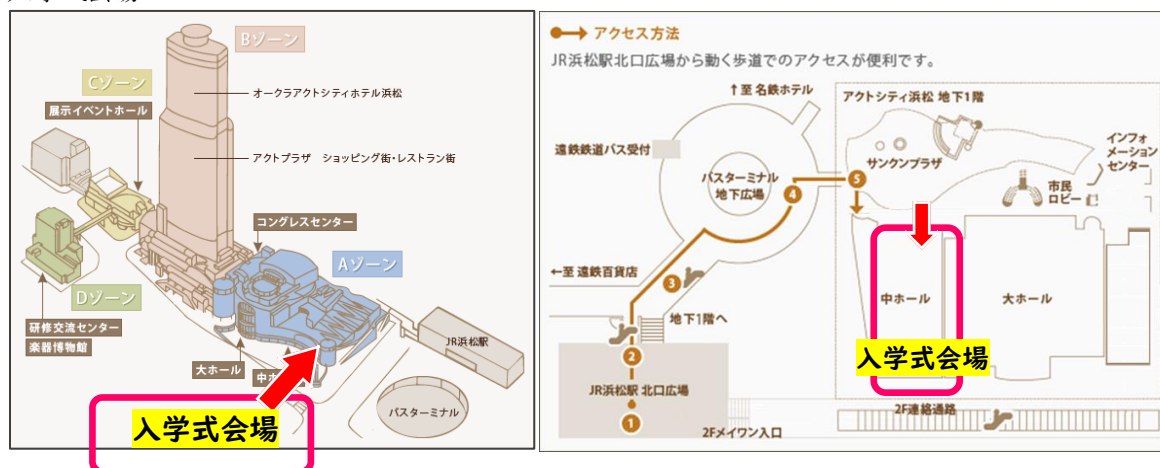 Bゾーン
Cゾーン
展示イベントホール
オークラアクトシティホテル浜松
アクトプラザ ショッピング街・レストラン街
コングレスセンター
Aゾーン
Dゾーン
研修交流センター
楽器博物館
大ホール
JR浜松駅
バスターミナル
入学式会場
アクセス方法
JR浜松駅北口広場から動く歩道でのアクセスが便利です。
↑至 名鉄ホテル
アクトシティ浜松 地下1階
遠鉄鉄道バス受付
バスターミナル
地下広場
4
5
サンクンプラザ
インフォ
メーション
センター
市民
ロビー
←至 遠鉄百貨店
3
地下1階へ
中ホール
大ホール
入学式会場
2
JR浜松駅 北口広場
1
2F連絡通路
2Fメイワン入口